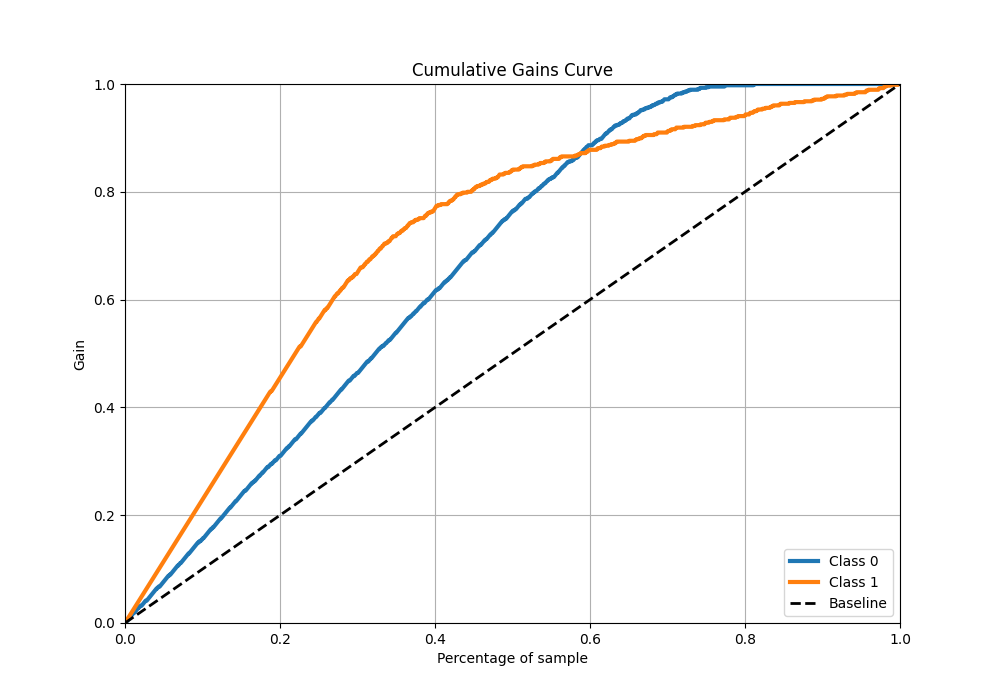 Cumulative Gains Curve
1.0
0.8
0.6
0.4
0.2
0.0
Gain
0.0 0.2 0.4 0.6 0.8 1.0
Percentage of sample
Class 0
Class 1
Baseline